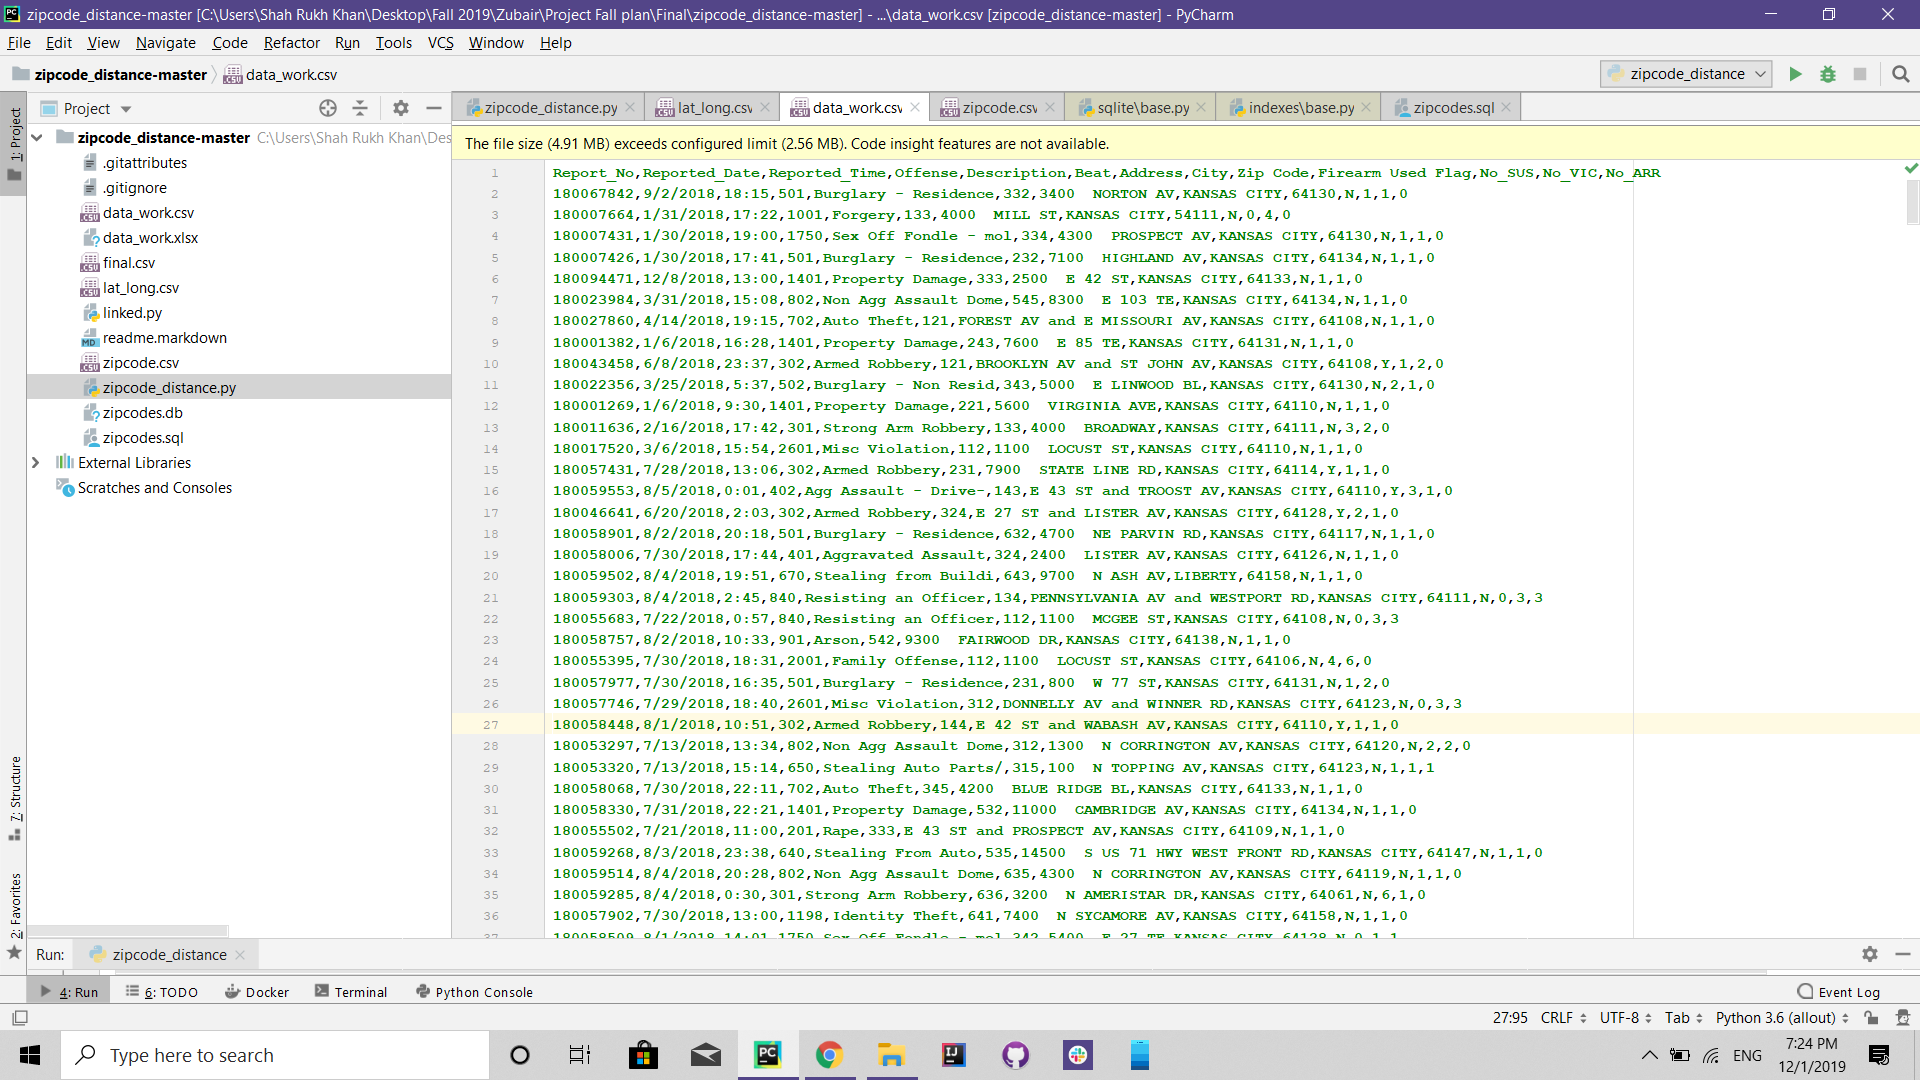 zipcode_distance-master [C:\Users\Shah Rukh Khan\Desktop\Fall 2019\Zubair\Project Fall plan\Final\zipcode_distance-master] - ...\data_work.csv [zipcode_distance-master] - PyCharm
File Edit View Navigate Code Refactor Run Tools VCS Window Help
zipcode_distance-master data_work.csv zipcode_distance
Project
zipcode_distance.py lat_long.csv data_work.csv zipcode.csv sqlite\base.py indexes\base.py zipcodes.sql
1: Project
7: Structure
2: Favorites
zipcode_distance-master C:\Users\Shah Rukh Khan\Des
.gitattributes
.gitignore
data_work.csv
data_work.xlsx
final.csv
lat_long.csv
linked.py
readme.markdown
zipcode.csv
zipcode_distance.py
zipcodes.db
zipcodes.sql
External Libraries
Scratches and Consoles
The file size (4.91 MB) exceeds configured limit (2.56 MB). Code insight features are not available.
1 Report_No,Reported_Date,Reported_Time,Offense,Description,Beat,Address,City,Zip Code,Firearm Used Flag,No_SUS,No_VIC,No_ARR
2 180067842,9/2/2018,18:15,501,Burglary - Residence,332,3400  NORTON AV,KANSAS CITY,64130,N,1,1,0
3 180007664,1/31/2018,17:22,1001,Forgery,133,4000  MILL ST,KANSAS CITY,54111,N,0,4,0
4 180007431,1/30/2018,19:00,1750,Sex Off Fondle - mol,334,4300  PROSPECT AV,KANSAS CITY,64130,N,1,1,0
5 180007426,1/30/2018,17:41,501,Burglary - Residence,232,7100  HIGHLAND AV,KANSAS CITY,64134,N,1,1,0
6 180094471,12/8/2018,13:00,1401,Property Damage,333,2500  E 42 ST,KANSAS CITY,64133,N,1,1,0
7 180023984,3/31/2018,15:08,802,Non Agg Assault Dome,545,8300  E 103 TE,KANSAS CITY,64134,N,1,1,0
8 180027860,4/14/2018,19:15,702,Auto Theft,121,FOREST AV and E MISSOURI AV,KANSAS CITY,64108,N,1,1,0
9 180001382,1/6/2018,16:28,1401,Property Damage,243,7600  E 85 TE,KANSAS CITY,64131,N,1,1,0
10 180043458,6/8/2018,23:37,302,Armed Robbery,121,BROOKLYN AV and ST JOHN AV,KANSAS CITY,64108,Y,1,2,0
11 180022356,3/25/2018,5:37,502,Burglary - Non Resid,343,5000  E LINWOOD BL,KANSAS CITY,64130,N,2,1,0
12 180001269,1/6/2018,9:30,1401,Property Damage,221,5600  VIRGINIA AVE,KANSAS CITY,64110,N,1,1,0
13 180011636,2/16/2018,17:42,301,Strong Arm Robbery,133,4000  BROADWAY,KANSAS CITY,64111,N,3,2,0
14 180017520,3/6/2018,15:54,2601,Misc Violation,112,1100  LOCUST ST,KANSAS CITY,64110,N,1,1,0
15 180057431,7/28/2018,13:06,302,Armed Robbery,231,7900  STATE LINE RD,KANSAS CITY,64114,Y,1,1,0
16 180059553,8/5/2018,0:01,402,Agg Assault - Drive-,143,E 43 ST and TROOST AV,KANSAS CITY,64110,Y,3,1,0
17 180046641,6/20/2018,2:03,302,Armed Robbery,324,E 27 ST and LISTER AV,KANSAS CITY,64128,Y,2,1,0
18 180058901,8/2/2018,20:18,501,Burglary - Residence,632,4700  NE PARVIN RD,KANSAS CITY,64117,N,1,1,0
19 180058006,7/30/2018,17:44,401,Aggravated Assault,324,2400  LISTER AV,KANSAS CITY,64126,N,1,1,0
20 180059502,8/4/2018,19:51,670,Stealing from Buildi,643,9700  N ASH AV,LIBERTY,64158,N,1,1,0
21 180059303,8/4/2018,2:45,840,Resisting an Officer,134,PENNSYLVANIA AV and WESTPORT RD,KANSAS CITY,64111,N,0,3,3
22 180055683,7/22/2018,0:57,840,Resisting an Officer,112,1100  MCGEE ST,KANSAS CITY,64108,N,0,3,3
23 180058757,8/2/2018,10:33,901,Arson,542,9300  FAIRWOOD DR,KANSAS CITY,64138,N,1,1,0
24 180055395,7/30/2018,18:31,2001,Family Offense,112,1100  LOCUST ST,KANSAS CITY,64106,N,4,6,0
25 180057977,7/30/2018,16:35,501,Burglary - Residence,231,800  W 77 ST,KANSAS CITY,64131,N,1,2,0
26 180057746,7/29/2018,18:40,2601,Misc Violation,312,DONNELLY AV and WINNER RD,KANSAS CITY,64123,N,0,3,3
27 180058448,8/1/2018,10:51,302,Armed Robbery,144,E 42 ST and WABASH AV,KANSAS CITY,64110,Y,1,1,0
28 180053297,7/13/2018,13:34,802,Non Agg Assault Dome,312,1300  N CORRINGTON AV,KANSAS CITY,64120,N,2,2,0
29 180053320,7/13/2018,15:14,650,Stealing Auto Parts/,315,100  N TOPPING AV,KANSAS CITY,64123,N,1,1,1
30 180058068,7/30/2018,22:11,702,Auto Theft,345,4200  BLUE RIDGE BL,KANSAS CITY,64133,N,1,1,0
31 180058330,7/31/2018,22:21,1401,Property Damage,532,11000  CAMBRIDGE AV,KANSAS CITY,64134,N,1,1,0
32 180055502,7/21/2018,11:00,201,Rape,333,E 43 ST and PROSPECT AV,KANSAS CITY,64109,N,1,1,0
33 180059268,8/3/2018,23:38,640,Stealing From Auto,535,14500  S US 71 HWY WEST FRONT RD,KANSAS CITY,64147,N,1,1,0
34 180059514,8/4/2018,20:28,802,Non Agg Assault Dome,635,4300  N CORRINGTON AV,KANSAS CITY,64119,N,1,1,0
35 180059285,8/4/2018,0:30,301,Strong Arm Robbery,636,3200  N AMERISTAR DR,KANSAS CITY,64061,N,6,1,0
36 180057902,7/30/2018,13:00,1198,Identity Theft,641,7400  N SYCAMORE AV,KANSAS CITY,64158,N,1,1,0
37 180058509,8/1/2018,14:01,1750,Sex Off Fondle - mol,342,5400  E 27 TE,KANSAS CITY,64128,N,0,1,1
Run: zipcode_distance
4: Run 6: TODO Docker Terminal Python Console Event Log
27:95 CRLF UTF-8 Tab Python 3.6 (allout)
Type here to search
ENG
7:24 PM
12/1/2019